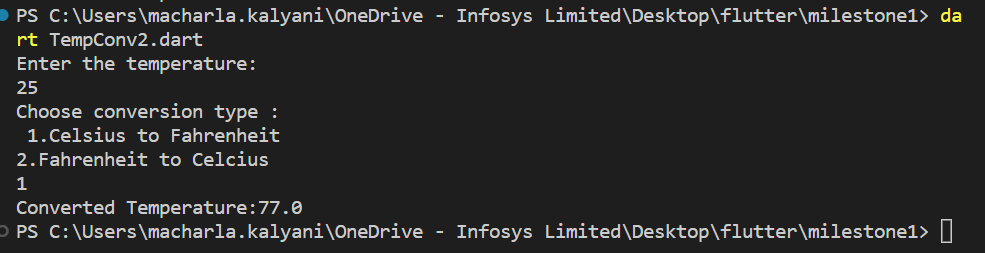 PS C:\Users\macharla.kalyani\OneDrive - Infosys Limited\Desktop\flutter\milestone1> da
rt TempConv2.dart
Enter the temperature:
25
Choose conversion type :
 1.Celsius to Fahrenheit
2.Fahrenheit to Celcius
1
Converted Temperature:77.0
PS C:\Users\macharla.kalyani\OneDrive - Infosys Limited\Desktop\flutter\milestone1>